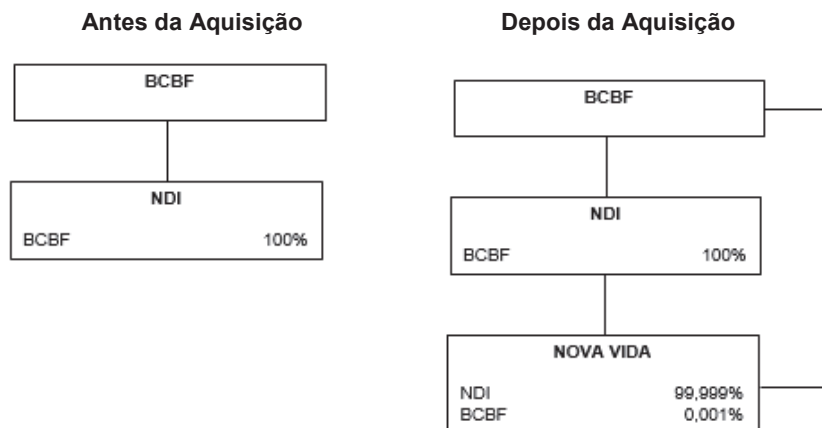 Antes da Aquisição
BCBF
NDI
BCBF 100%
Depois da Aquisição
BCBF
NDI
BCBF 100%
NOVA VIDA
NDI 99,999%
BCBF 0,001%